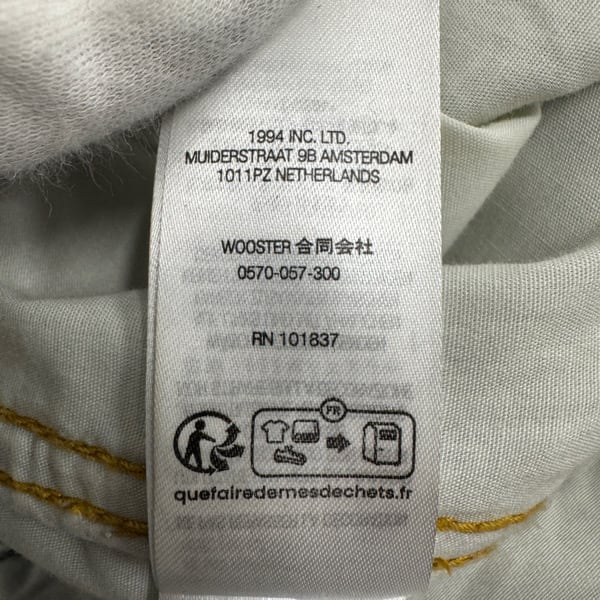 1994 INC. LTD.
MUIDERSTRAAT 9B AMSTERDAM
1011PZ NETHERLANDS
WOOSTER 合同会社
0570-057-300
RN 101837
FR
quefairedemesdechets.fr